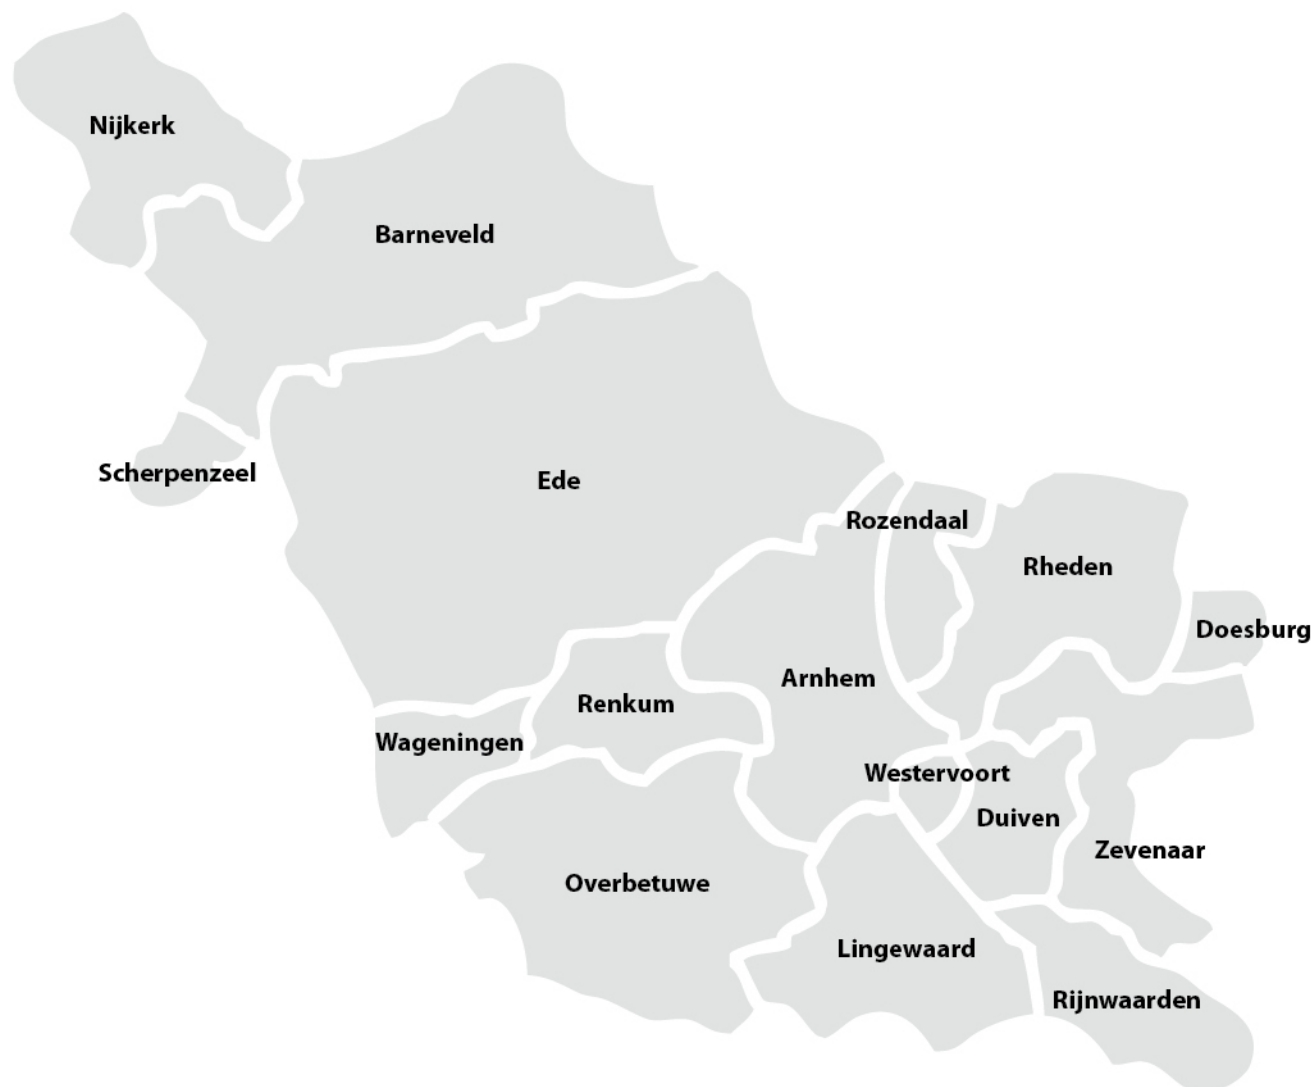 Nijkerk
Barneveld
Scherpenzeel
Ede
Rozendaal
Rheden
Doesburg
Arnhem
Renkum
Wageningen
Westervoort
Duiven
Zevenaar
Overbetuwe
Lingewaard
Rijnwaarden